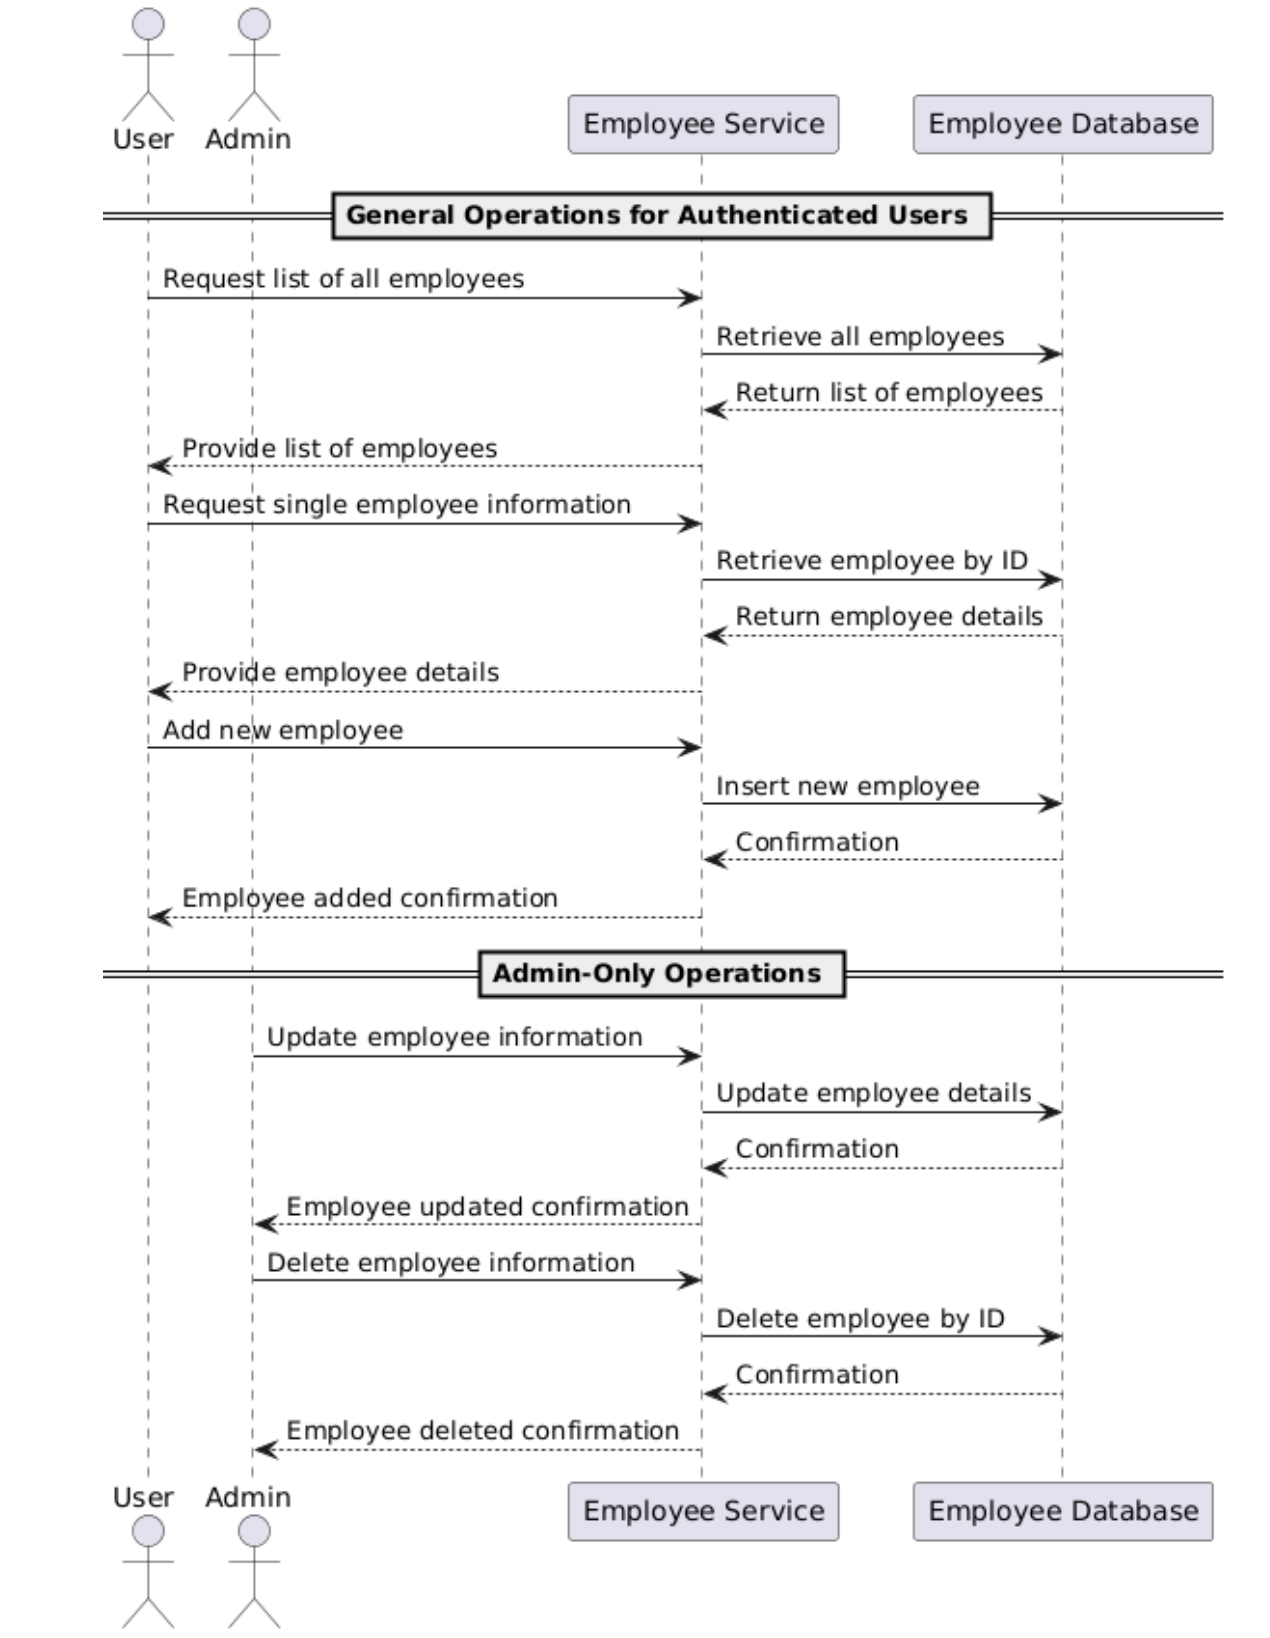 User
Admin
Employee Service
Employee Database
General Operations for Authenticated Users
Request list of all employees
Retrieve all employees
Return list of employees
Provide list of employees
Request single employee information
Retrieve employee by ID
Return employee details
Provide employee details
Add new employee
Insert new employee
Confirmation
Employee added confirmation
Admin-Only Operations
Update employee information
Update employee details
Confirmation
Employee updated confirmation
Delete employee information
Delete employee by ID
Confirmation
Employee deleted confirmation
User
Admin
Employee Service
Employee Database